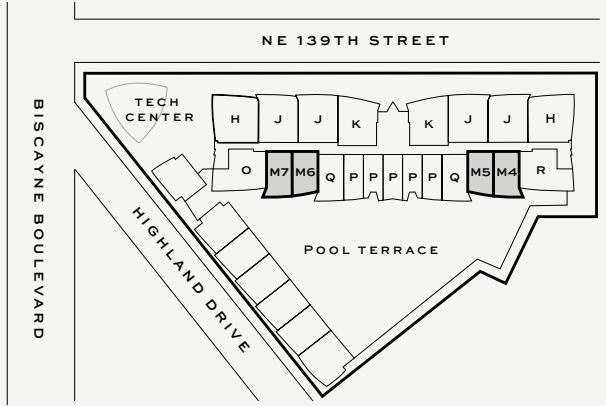 NE 139TH STREET
BISCAYNE BOULEVARD
TECH
CENTER
H J J K K J J H
O M7 M6 Q P P P P P Q M5 M4 R
HIGHLAND DRIVE
POOL TERRACE